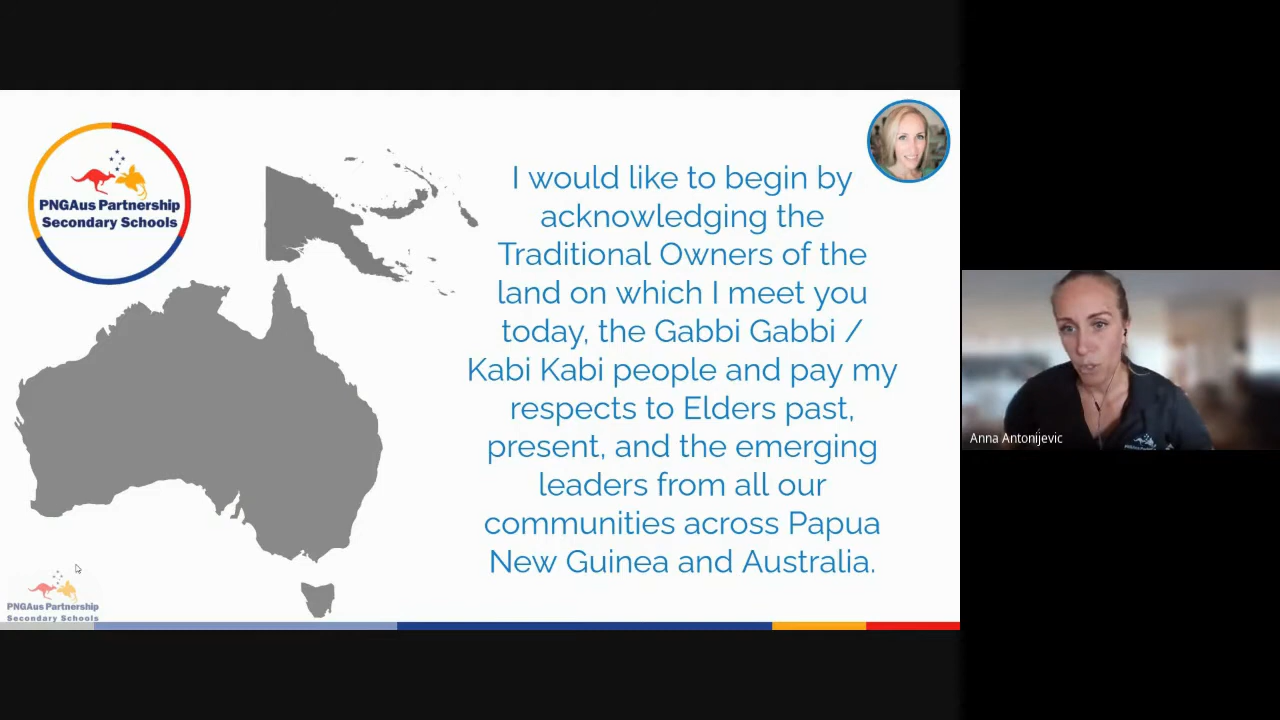 PNGAus Partnership
Secondary Schools
I would like to begin by
acknowledging the
Traditional Owners of the
land on which I meet you
today, the Gabbi Gabbi /
Kabi Kabi people and pay my
respects to Elders past,
present, and the emerging
leaders from all our
communities across Papua
New Guinea and Australia.
PNGAus Partnership
Secondary Schools
Anna Antonijevic